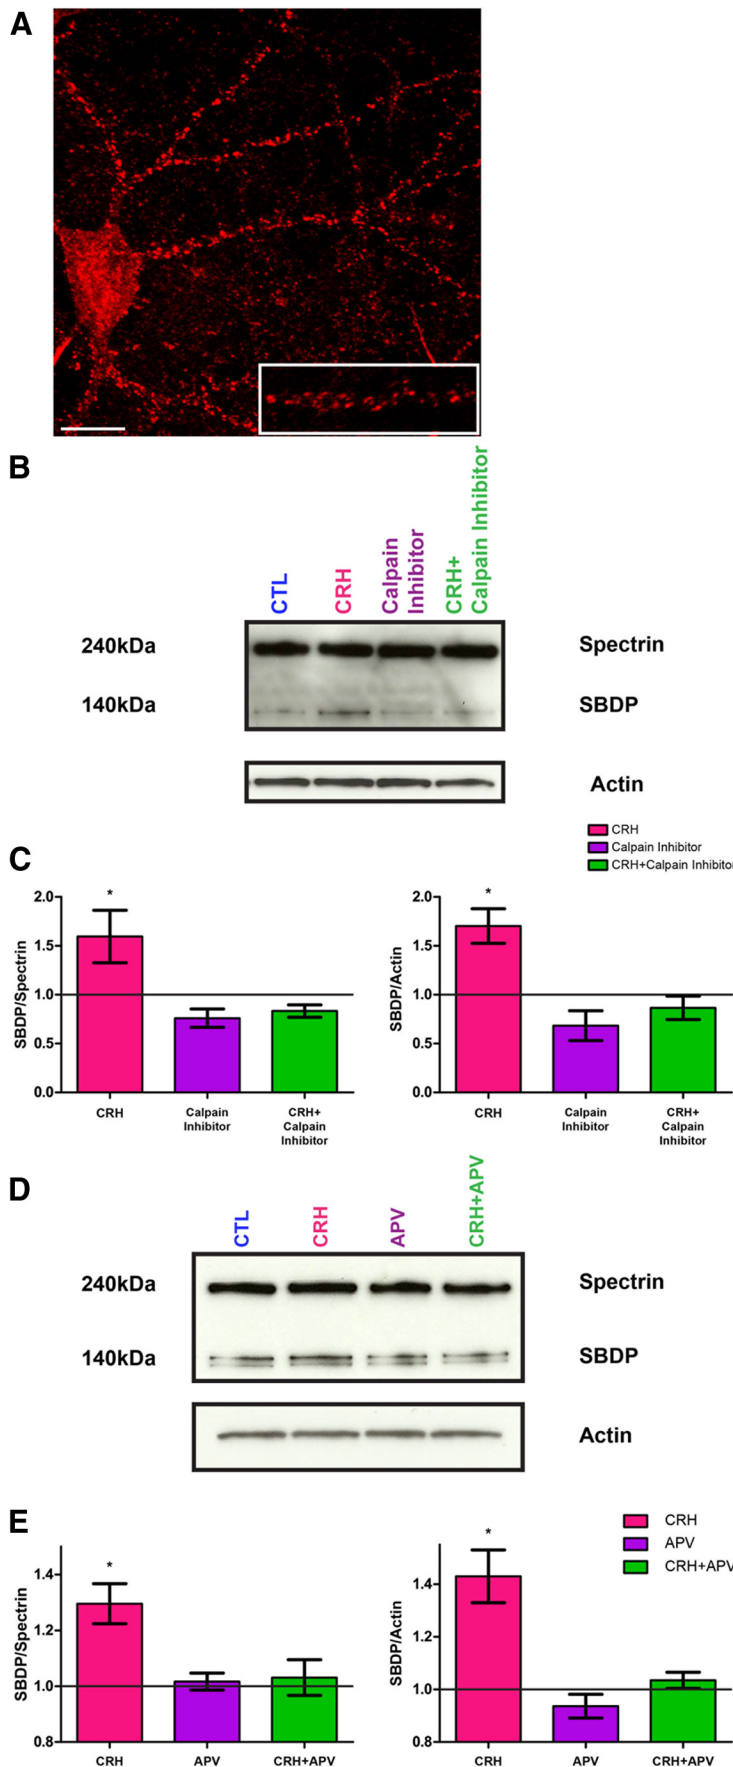 A
B
CTL
CRH
Calpain
Inhibitor
CRH+
Calpain Inhibitor
240kDa
Spectrin
140kDa
SBDP
Actin
CRH
Calpain Inhibitor
CRH+Calpain Inhibitor
C
2.0
1.5
1.0
0.5
0.0
SBDP/Spectrin
*
CRH
Calpain
Inhibitor
CRH+
Calpain
Inhibitor
2.0
1.5
1.0
0.5
0.0
SBDP/Actin
*
CRH
Calpain
Inhibitor
CRH+
Calpain
Inhibitor
D
CTL
CRH
APV
CRH+APV
240kDa
Spectrin
140kDa
SBDP
Actin
E
CRH
APV
CRH+APV
1.4
1.2
1.0
0.8
SBDP/Spectrin
*
CRH
APV
CRH+APV
1.4
1.2
1.0
0.8
SBDP/Actin
*
CRH
APV
CRH+APV